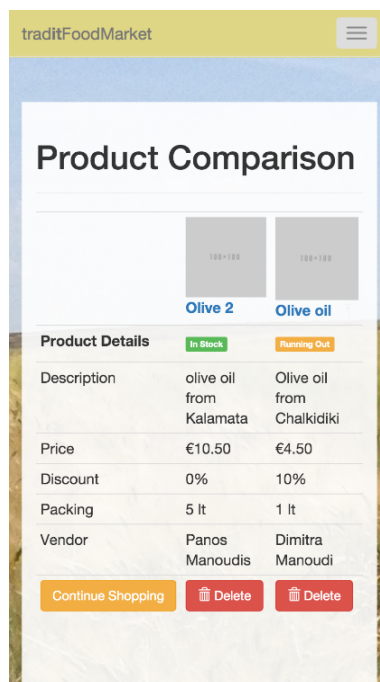 traditFoodMarket
Product Comparison
100×100 100×100
Olive 2 Olive oil
Product Details In Stock Running Out
Description olive oil Olive oil
from from
Kalamata Chalkidiki
Price €10.50 €4.50
Discount 0% 10%
Packing 5 lt 1 lt
Vendor Panos Dimitra
Manoudis Manoudi
Continue Shopping Delete Delete